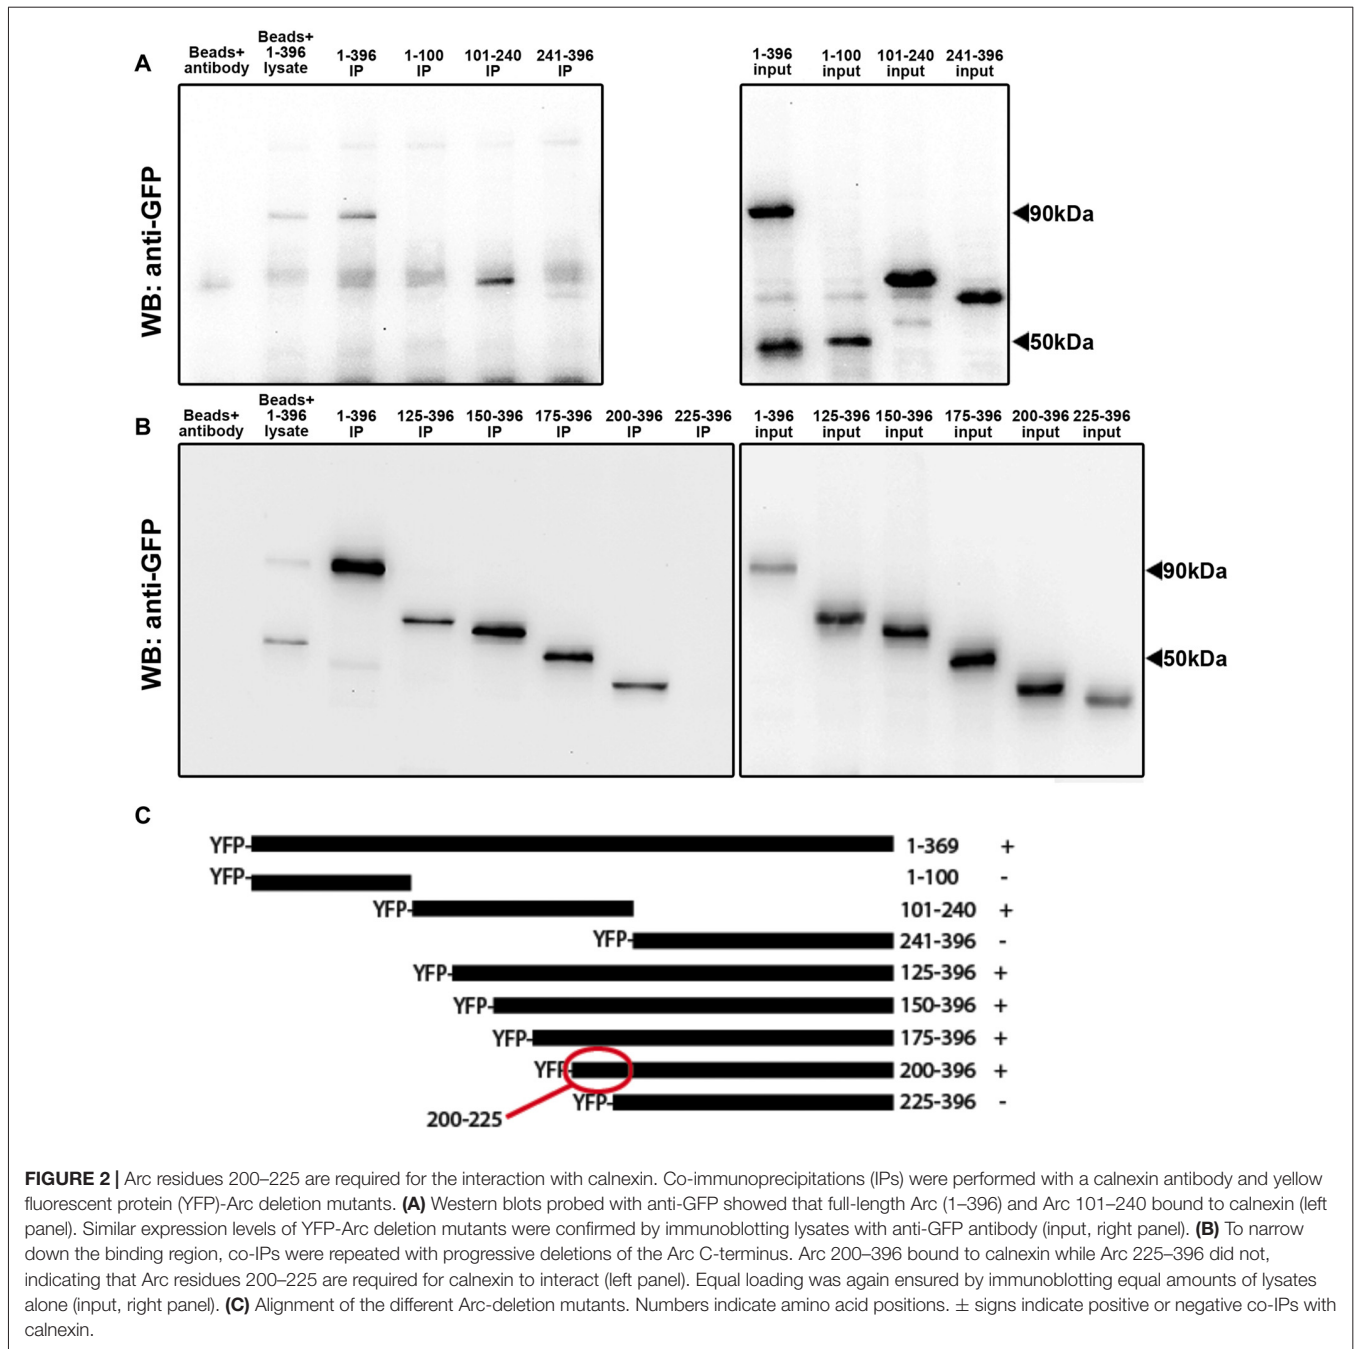 A
Beads+
antibody
Beads+
1-396
lysate
1-396
IP
1-100
IP
101-240
IP
241-396
IP
1-396
input
1-100
input
101-240
input
241-396
input
WB: anti-GFP
◄90kDa
◄50kDa
B
Beads+
antibody
Beads+
1-396
lysate
1-396
IP
125-396
IP
150-396
IP
175-396
IP
200-396
IP
225-396
IP
1-396
input
125-396
input
150-396
input
175-396
input
200-396
input
225-396
input
WB: anti-GFP
◄90kDa
◄50kDa
C
YFP- 1-369 +
YFP- 1-100 -
YFP- 101-240 +
YFP- 241-396 -
YFP- 125-396 +
YFP- 150-396 +
YFP- 175-396 +
YFP- 200-396 +
YFP- 225-396 -
200-225
FIGURE 2 | Arc residues 200–225 are required for the interaction with calnexin. Co-immunoprecipitations (IPs) were performed with a calnexin antibody and yellow
fluorescent protein (YFP)-Arc deletion mutants. (A) Western blots probed with anti-GFP showed that full-length Arc (1–396) and Arc 101–240 bound to calnexin (left
panel). Similar expression levels of YFP-Arc deletion mutants were confirmed by immunoblotting lysates with anti-GFP antibody (input, right panel). (B) To narrow
down the binding region, co-IPs were repeated with progressive deletions of the Arc C-terminus. Arc 200–396 bound to calnexin while Arc 225–396 did not,
indicating that Arc residues 200–225 are required for calnexin to interact (left panel). Equal loading was again ensured by immunoblotting equal amounts of lysates
alone (input, right panel). (C) Alignment of the different Arc-deletion mutants. Numbers indicate amino acid positions. ± signs indicate positive or negative co-IPs with
calnexin.